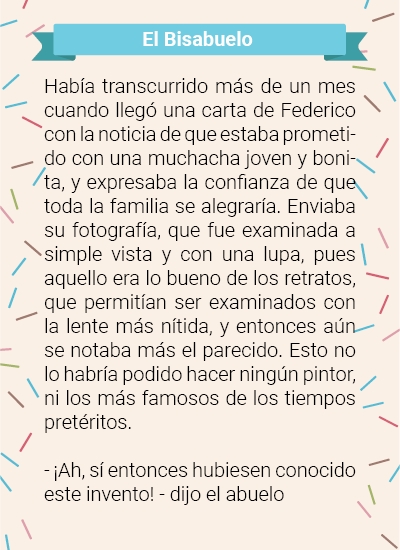 El Bisabuelo
Había transcurrido más de un mes
cuando llegó una carta de Federico
con la noticia de que estaba prometi-
do con una muchacha joven y boni-
ta, y expresaba la confianza de que
toda la familia se alegraría. Enviaba
su fotografía, que fue examinada a
simple vista y con una lupa, pues
aquello era lo bueno de los retratos,
que permitían ser examinados con
la lente más nítida, y entonces aún
se notaba más el parecido. Esto no
lo habría podido hacer ningún pintor,
ni los más famosos de los tiempos
pretéritos.
- ¡Ah, sí entonces hubiesen conocido
este invento! - dijo el abuelo